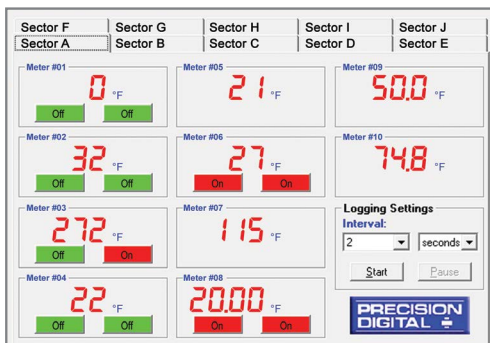 Sector F Sector G Sector H Sector I Sector J
Sector A Sector B Sector C Sector D Sector E
Meter #01
0 °F
Off Off
Meter #02
32 °F
Off Off
Meter #03
272 °F
Off On
Meter #04
22 °F
Off Off
Meter #05
21 °F
Meter #06
27 °F
On On
Meter #07
115 °F
Meter #08
20.00 °F
On On
Meter #09
50.0 °F
Meter #10
74.8 °F
Logging Settings
Interval:
2 seconds
Start Pause
PRECISION
DIGITAL